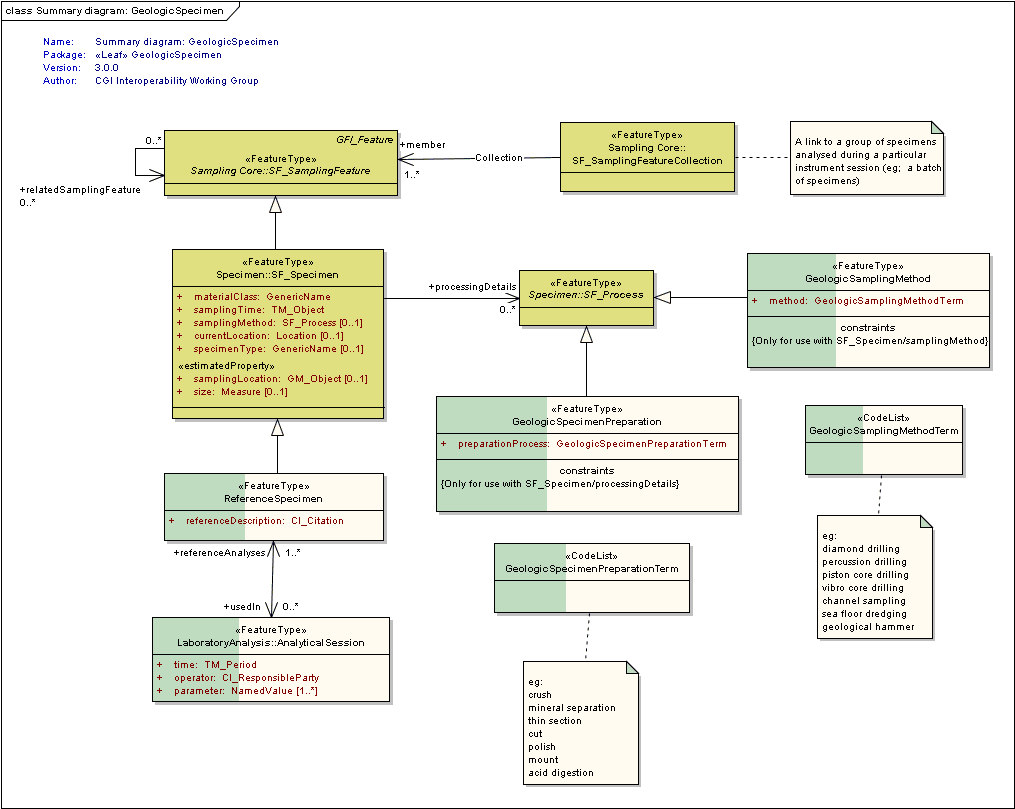 class Summary diagram: GeologicSpecimen
Name: Summary diagram: GeologicSpecimen
Package: «Leaf» GeologicSpecimen
Version: 3.0.0
Author: CGI Interoperability Working Group
GFI_Feature
«FeatureType»
Sampling Core::SF_SamplingFeature
0..*
+relatedSamplingFeature
0..*
+member
1..*
Collection
«FeatureType»
Sampling Core::
SF_SamplingFeatureCollection
A link to a group of specimens
analysed during a particular
instrument session (eg; a batch
of specimens)
«FeatureType»
Specimen::SF_Specimen
+ materialClass: GenericName
+ samplingTime: TM_Object
+ samplingMethod: SF_Process [0..1]
+ currentLocation: Location [0..1]
+ specimenType: GenericName [0..1]
«estimatedProperty»
+ samplingLocation: GM_Object [0..1]
+ size: Measure [0..1]
+processingDetails
0..*
«FeatureType»
Specimen::SF_Process
«FeatureType»
GeologicSamplingMethod
+ method: GeologicSamplingMethodTerm
constraints
{Only for use with SF_Specimen/samplingMethod}
«FeatureType»
GeologicSpecimenPreparation
+ preparationProcess: GeologicSpecimenPreparationTerm
constraints
{Only for use with SF_Specimen/processingDetails}
«CodeList»
GeologicSamplingMethodTerm
eg:
diamond drilling
percussion drilling
piston core drilling
vibro core drilling
channel sampling
sea floor dredging
geological hammer
«FeatureType»
ReferenceSpecimen
+ referenceDescription: CI_Citation
+referenceAnalyses
1..*
+usedIn
0..*
«FeatureType»
LaboratoryAnalysis::AnalyticalSession
+ time: TM_Period
+ operator: CI_ResponsibleParty
+ parameter: NamedValue [1..*]
«CodeList»
GeologicSpecimenPreparationTerm
eg:
crush
mineral separation
thin section
cut
polish
mount
acid digestion